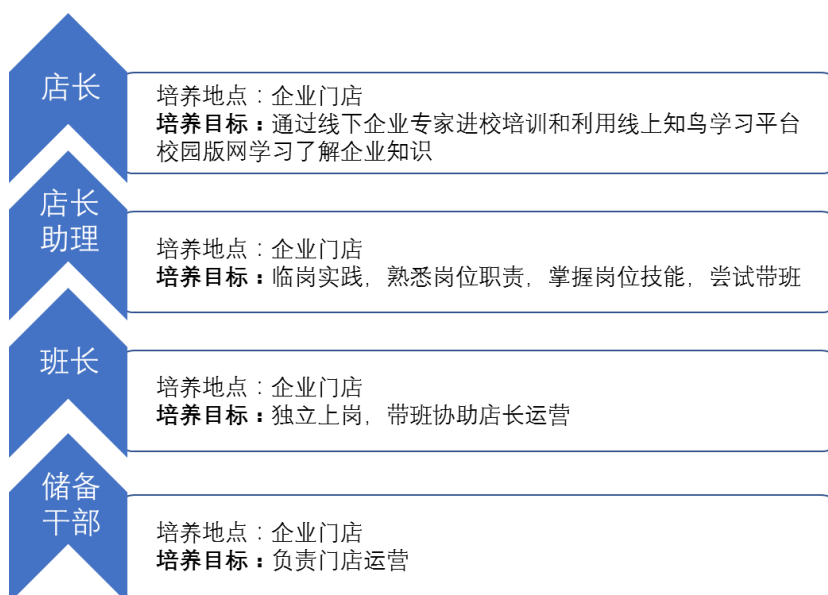 店长
培养地点：企业门店
培养目标：通过线下企业专家进校培训和利用线上知鸟学习平台
校园版网学习了解企业知识
店长
助理
培养地点：企业门店
培养目标：临岗实践，熟悉岗位职责，掌握岗位技能，尝试带班
班长
培养地点：企业门店
培养目标：独立上岗，带班协助店长运营
储备
干部
培养地点：企业门店
培养目标：负责门店运营